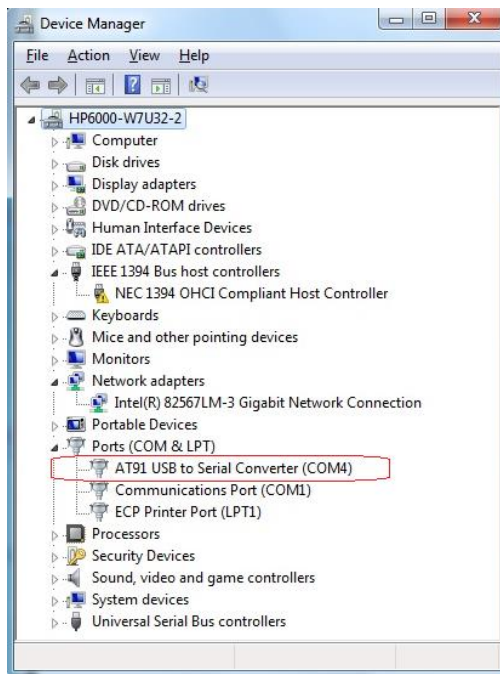 Device Manager
File Action View Help
HP6000-W7U32-2
Computer
Disk drives
Display adapters
DVD/CD-ROM drives
Human Interface Devices
IDE ATA/ATAPI controllers
IEEE 1394 Bus host controllers
NEC 1394 OHCI Compliant Host Controller
Keyboards
Mice and other pointing devices
Monitors
Network adapters
Intel(R) 82567LM-3 Gigabit Network Connection
Portable Devices
Ports (COM & LPT)
AT91 USB to Serial Converter (COM4)
Communications Port (COM1)
ECP Printer Port (LPT1)
Processors
Security Devices
Sound, video and game controllers
System devices
Universal Serial Bus controllers